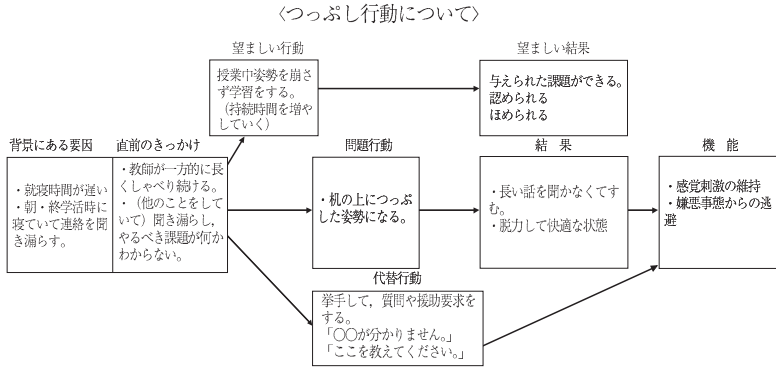 〈つっぷし行動について〉
望ましい行動
望ましい結果
授業中姿勢を崩さ
ず学習をする。
（持続時間を増や
していく）
与えられた課題ができる。
認められる
ほめられる
背景にある要因
直前のきっかけ
問題行動
結　果
機　能
・就寝時間が遅い
・朝・終学活時に
寝ていて連絡を聞
き漏らす。
・教師が一方的に長
くしゃべり続ける。
・（他のことをして
いて）聞き漏らし，
やるべき課題が何か
わからない。
・机の上につっぷ
した姿勢になる。
・長い話を聞かなくてす
む。
・脱力して快適な状態
・感覚刺激の維持
・嫌悪事態からの逃
避
代替行動
挙手して，質問や援助要求を
する。
「〇〇が分かりません。」
「ここを教えてください。」